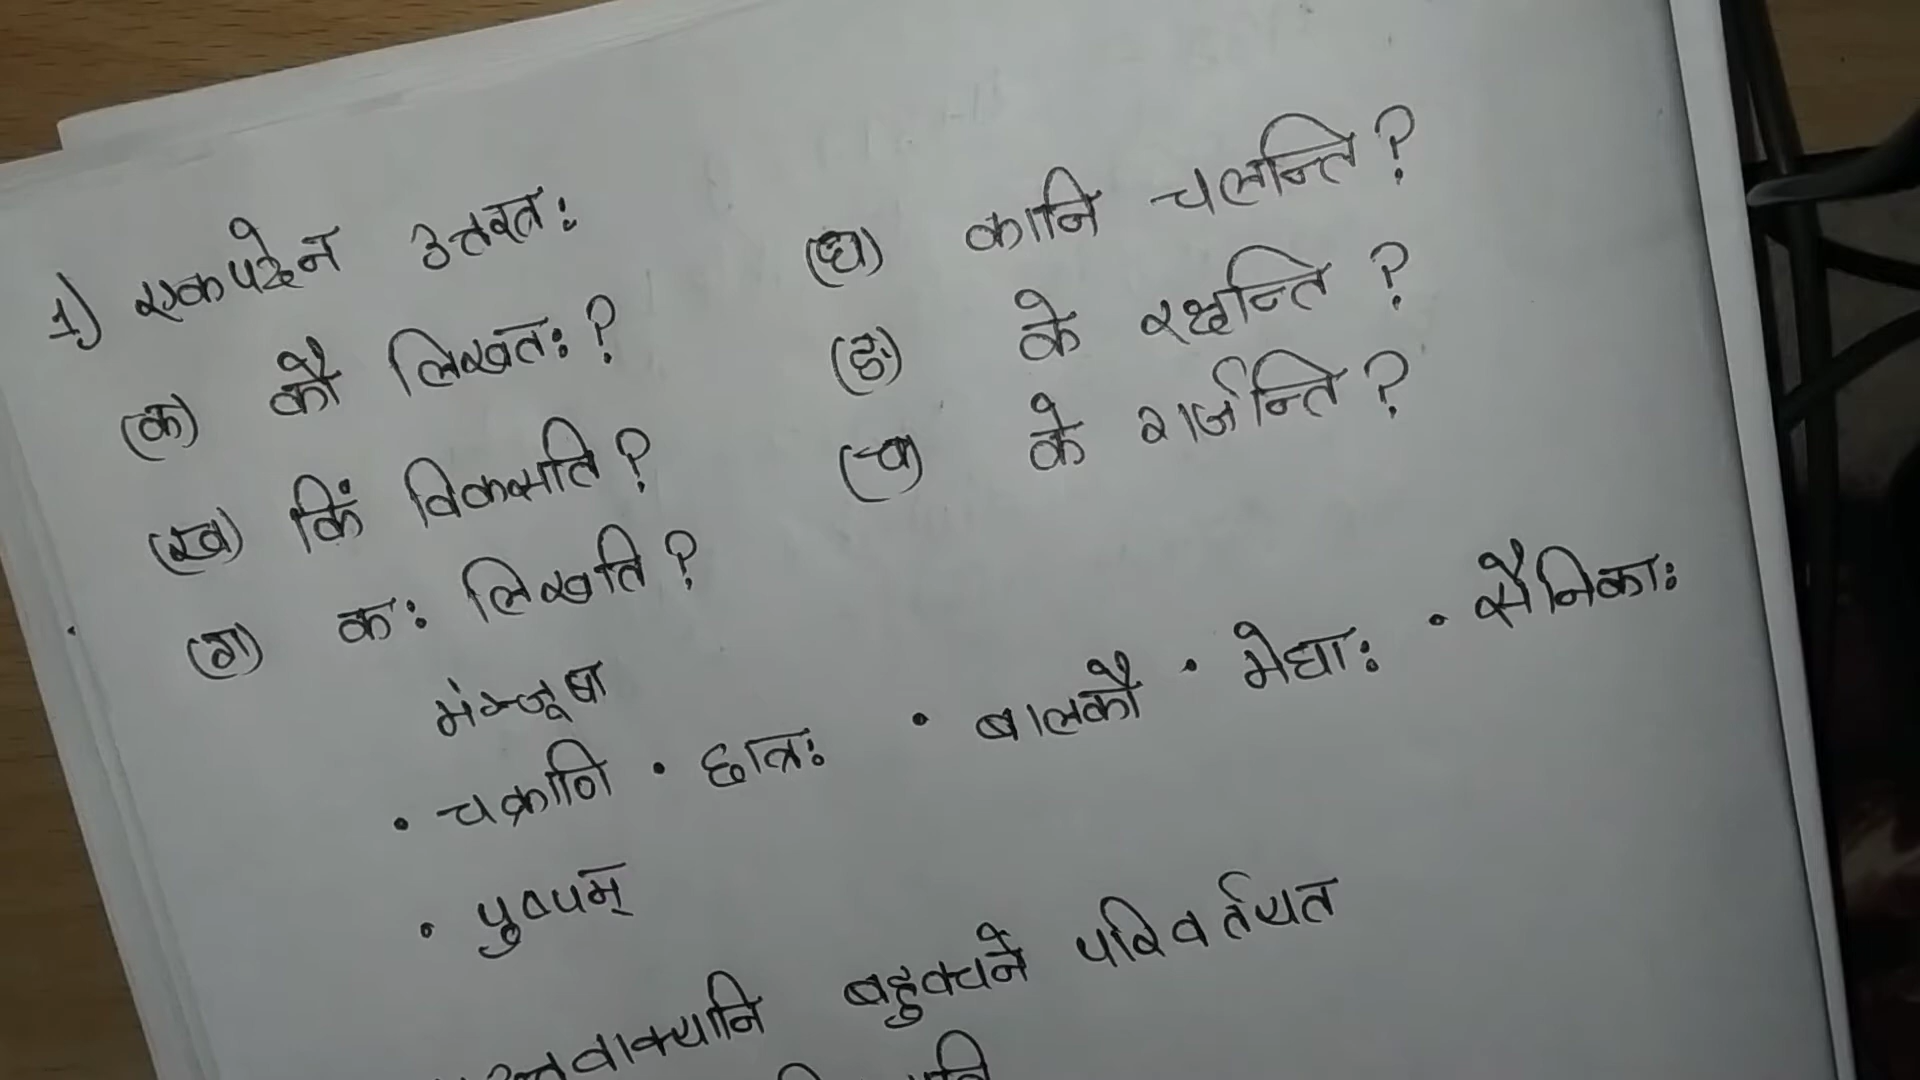 1) एकपदेन उत्तरत:
(क) कौ लिखत:?
(ख) किं विकसति?
(ग) क: लिखति?
(घ) कानि चलन्ति?
(ङ) के रक्षन्ति?
(च) के गर्जन्ति?
मंञ्जूषा
• चक्रानि • छात्र: • बालकौ • मेघा: • सैनिका:
• पुष्पम्
बहुवचने परिवर्तयत